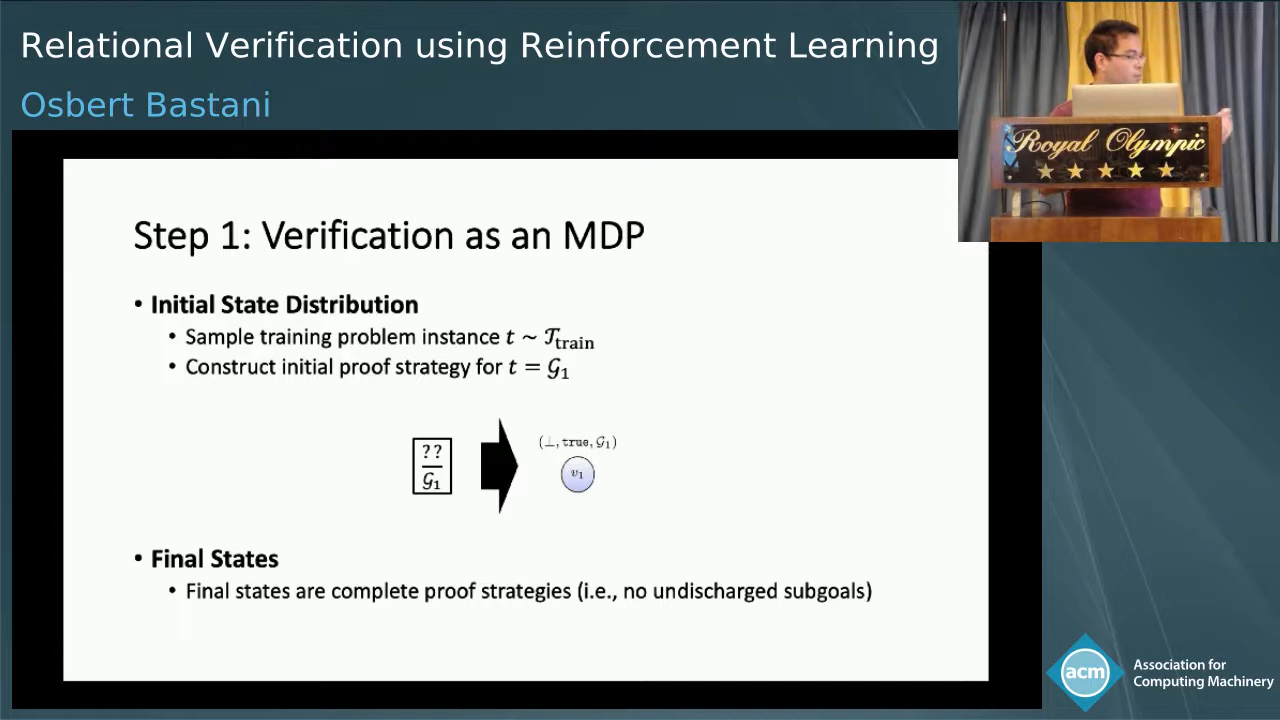 Relational Verification using Reinforcement Learning
Osbert Bastani
Royal Olympic
Step 1: Verification as an MDP
• Initial State Distribution
• Sample training problem instance t ~ 𝒯train
• Construct initial proof strategy for t = 𝒢1
(⊥, true, 𝒢1)
??
𝒢1
v1
• Final States
• Final states are complete proof strategies (i.e., no undischarged subgoals)
acm
Association for
Computing Machinery